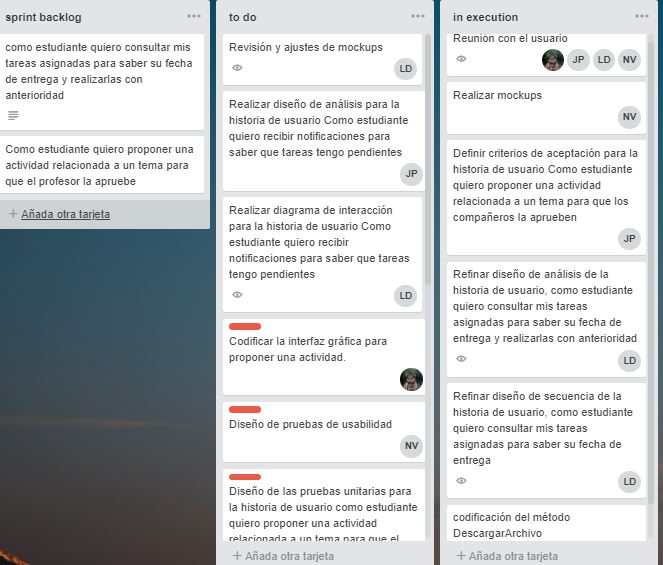 sprint backlog
como estudiante quiero consultar mis
tareas asignadas para saber su fecha
de entrega y realizarlas con
anterioridad
Como estudiante quiero proponer una
actividad relacionada a un tema para
que el profesor la apruebe
+ Añada otra tarjeta
to do
Revisión y ajustes de mockups
LD
Realizar diseño de análisis para la
historia de usuario Como estudiante
quiero recibir notificaciones para
saber que tareas tengo pendientes
JP
Realizar diagrama de interacción
para la historia de usuario Como
estudiante quiero recibir
notificaciones para saber que tareas
tengo pendientes
LD
Codificar la interfaz gráfica para
proponer una actividad.
Diseño de pruebas de usabilidad
NV
Diseño de las pruebas unitarias para
la historia de usuario como estudiante
quiero proponer una actividad
relacionada a un tema para que el
+ Añada otra tarjeta
in execution
Reunión con el usuario
JP LD NV
Realizar mockups
NV
Definir criterios de aceptación para la
historia de usuario Como estudiante
quiero proponer una actividad
relacionada a un tema para que los
compañeros la aprueben
JP
Refinar diseño de análisis de la
historia de usuario, como estudiante
quiero consultar mis tareas
asignadas para saber su fecha de
entrega y realizarlas con anterioridad
LD
Refinar diseño de secuencia de la
historia de usuario, como estudiante
quiero consultar mis tareas
asignadas para saber su fecha de
entrega
LD
codificación del método
DescargarArchivo
+ Añada otra tarjeta